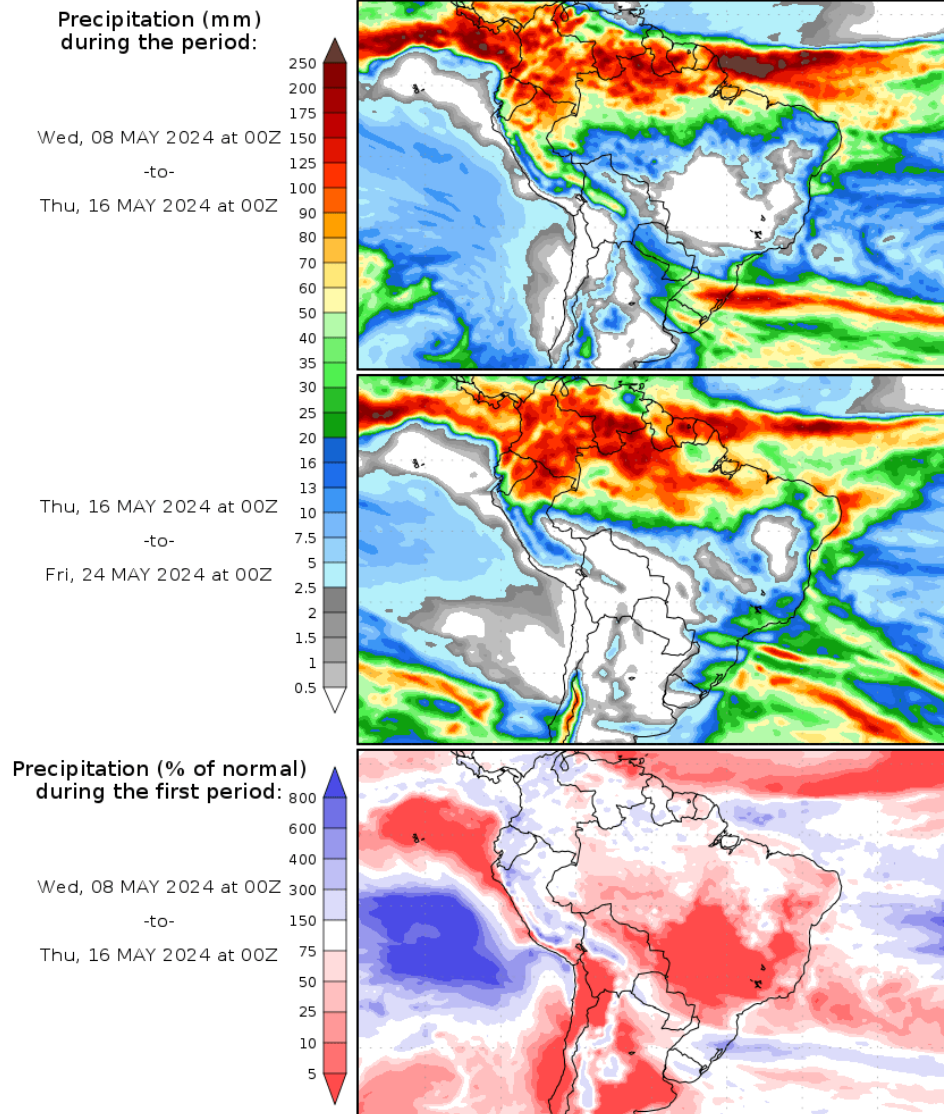 Precipitation (mm)
during the period:
Wed, 08 MAY 2024 at 00Z
-to-
Thu, 16 MAY 2024 at 00Z
Thu, 16 MAY 2024 at 00Z
-to-
Fri, 24 MAY 2024 at 00Z
250
200
175
150
125
100
90
80
70
60
50
40
35
30
25
20
16
13
10
7.5
5
2.5
2
1.5
1
0.5
Precipitation (% of normal)
during the first period:
Wed, 08 MAY 2024 at 00Z
-to-
Thu, 16 MAY 2024 at 00Z
800
600
400
300
150
75
50
25
10
5